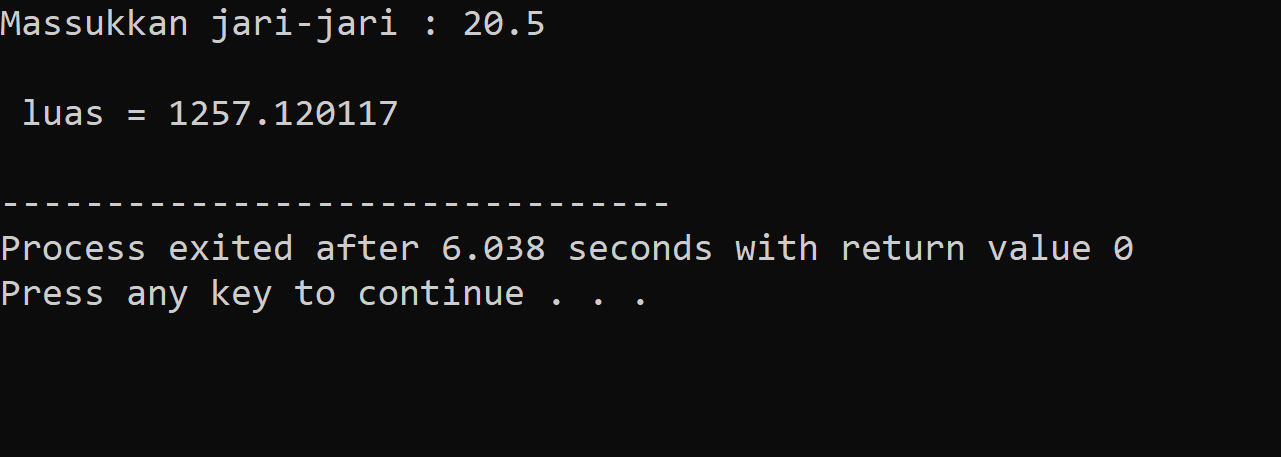 Massukkan jari-jari : 20.5
luas = 1257.120117
--------------------------------
Process exited after 6.038 seconds with return value 0
Press any key to continue . . .